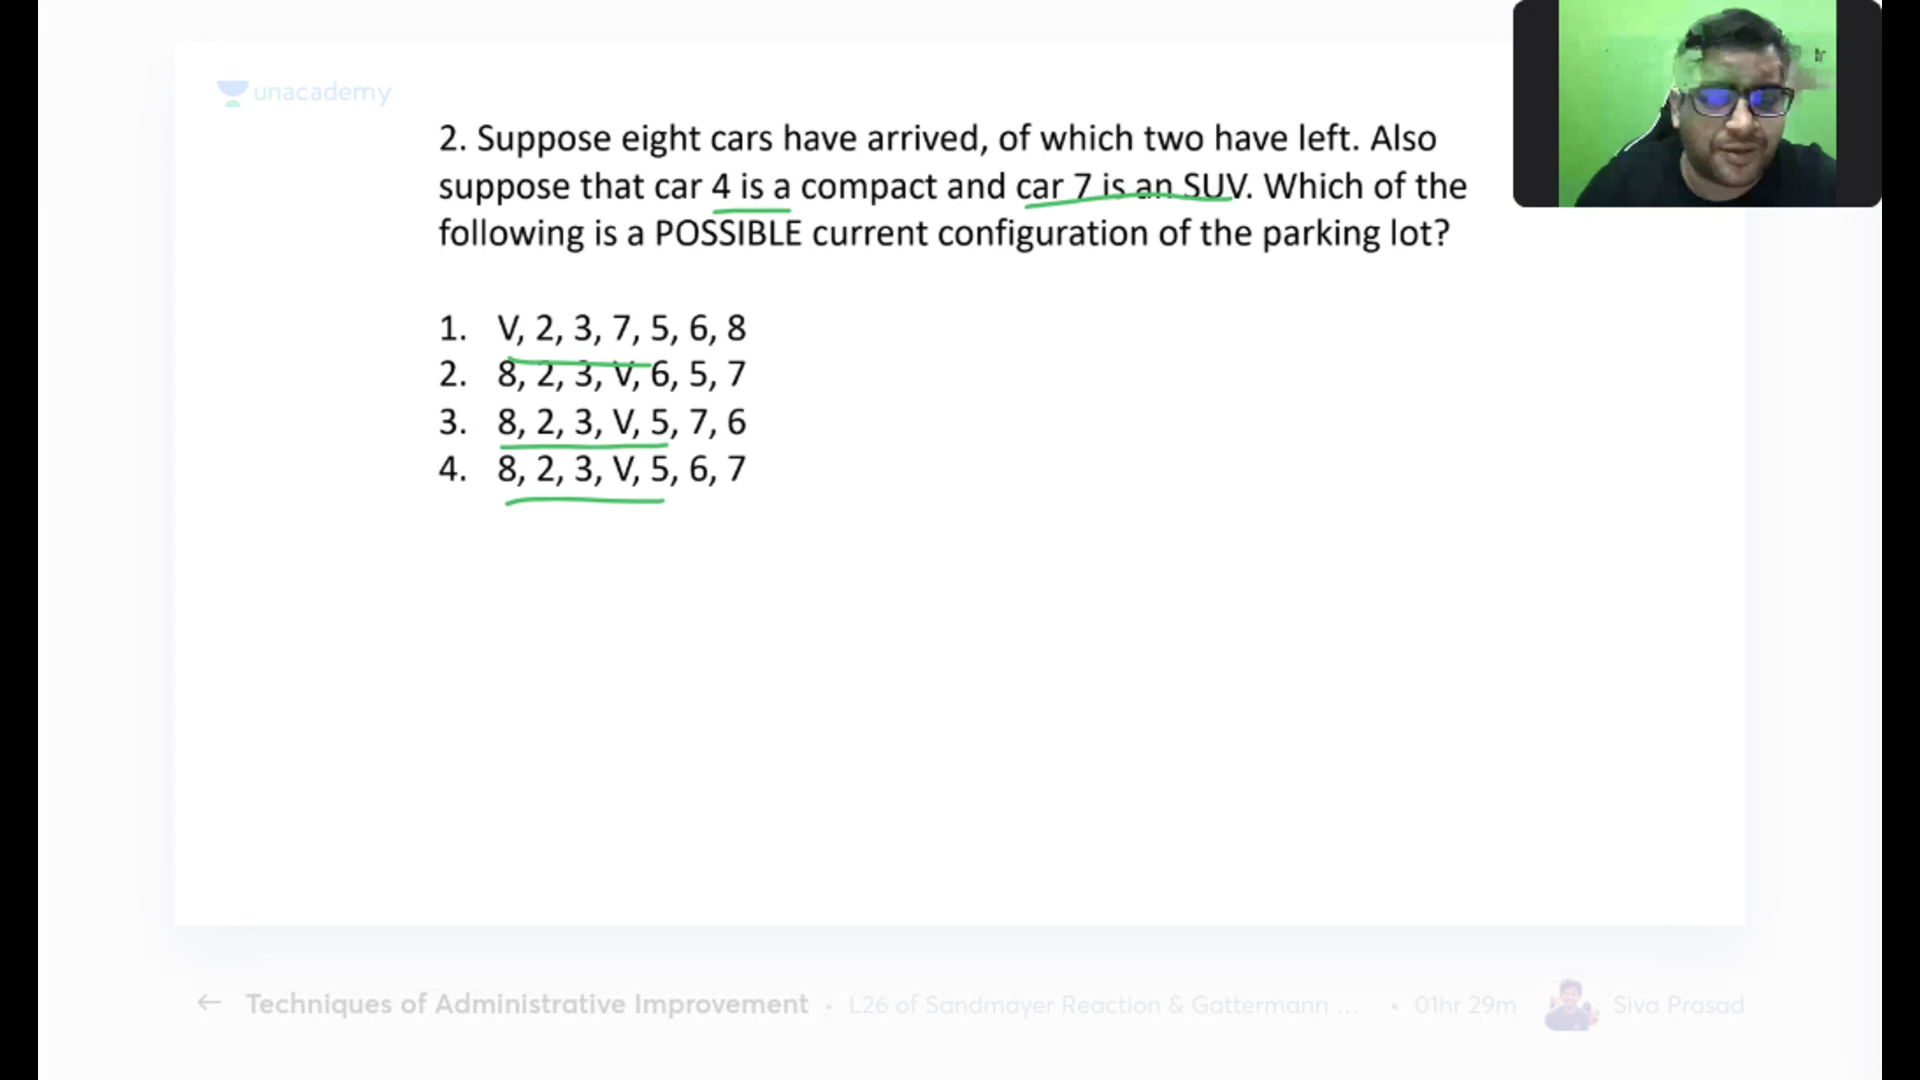 unacademy
2. Suppose eight cars have arrived, of which two have left. Also
suppose that car 4 is a compact and car 7 is an SUV. Which of the
following is a POSSIBLE current configuration of the parking lot?
1. V, 2, 3, 7, 5, 6, 8
2. 8, 2, 3, V, 6, 5, 7
3. 8, 2, 3, V, 5, 7, 6
4. 8, 2, 3, V, 5, 6, 7
← Techniques of Administrative Improvement • L26 of Sandmayer Reaction & Gattermann ... • 01hr 29m Siva Prasad